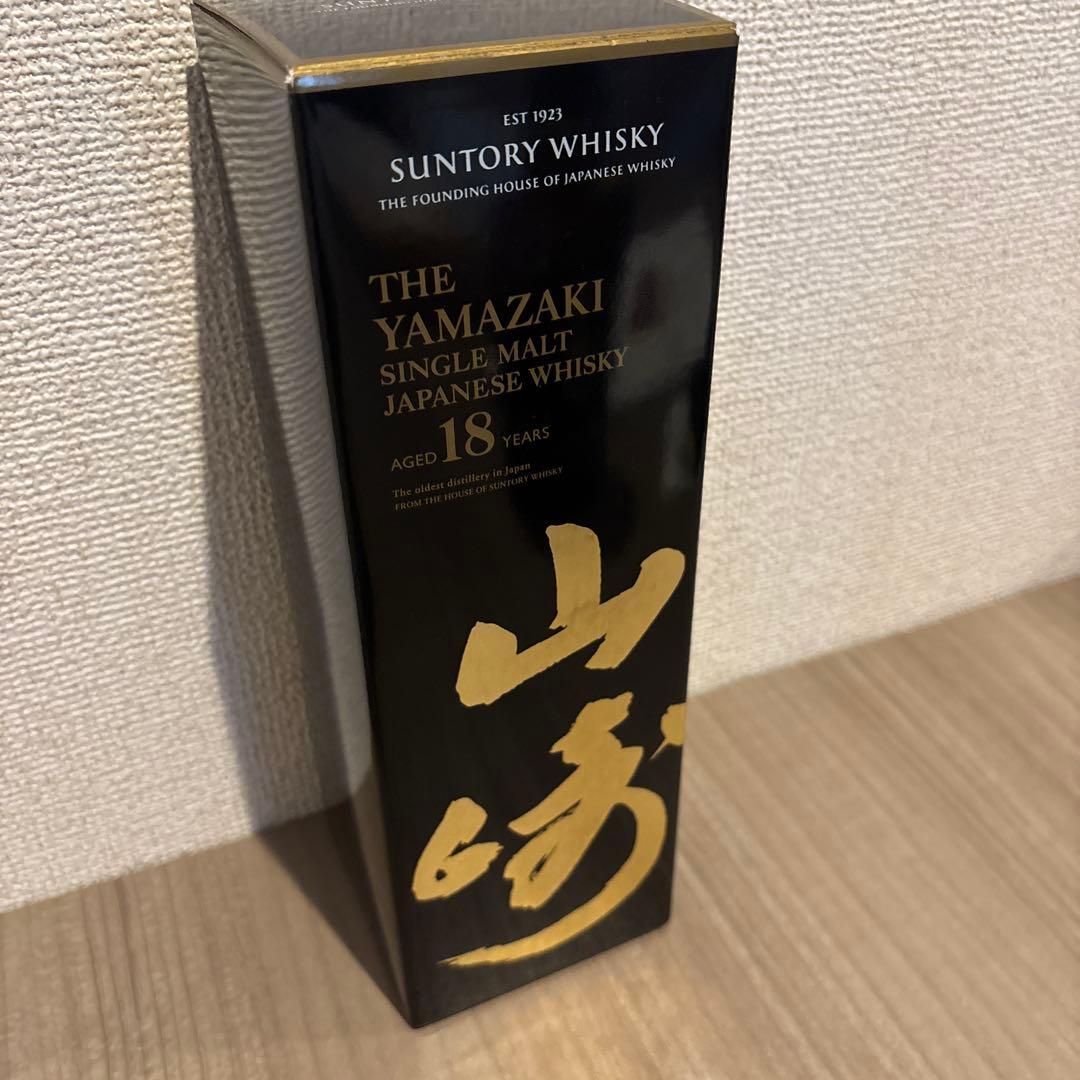 EST 1923
SUNTORY WHISKY
THE FOUNDING HOUSE OF JAPANESE WHISKY
THE
YAMAZAKI
SINGLE MALT
JAPANESE WHISKY
AGED 18 YEARS
The oldest distillery in Japan
FROM THE HOUSE OF SUNTORY WHISKY
山
崎